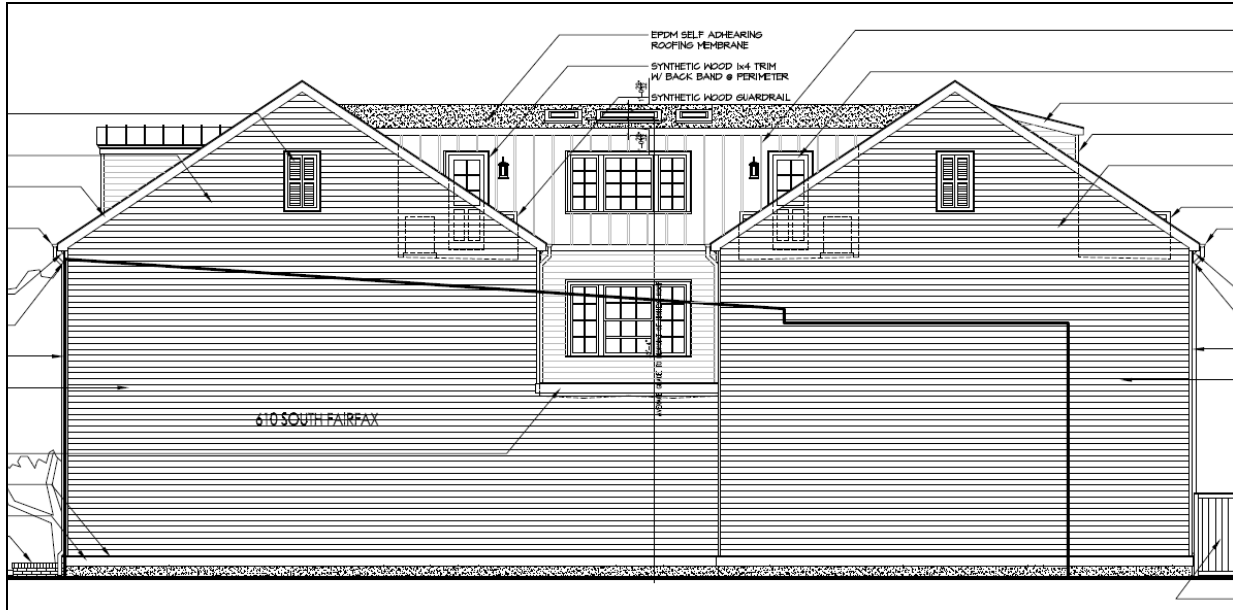 EPDM SELF ADHEARING
ROOFING MEMBRANE
SYNTHETIC WOOD 1x4 TRIM
W/ BACK BAND @ PERIMETER
SYNTHETIC WOOD GUARDRAIL
610 SOUTH FAIRFAX